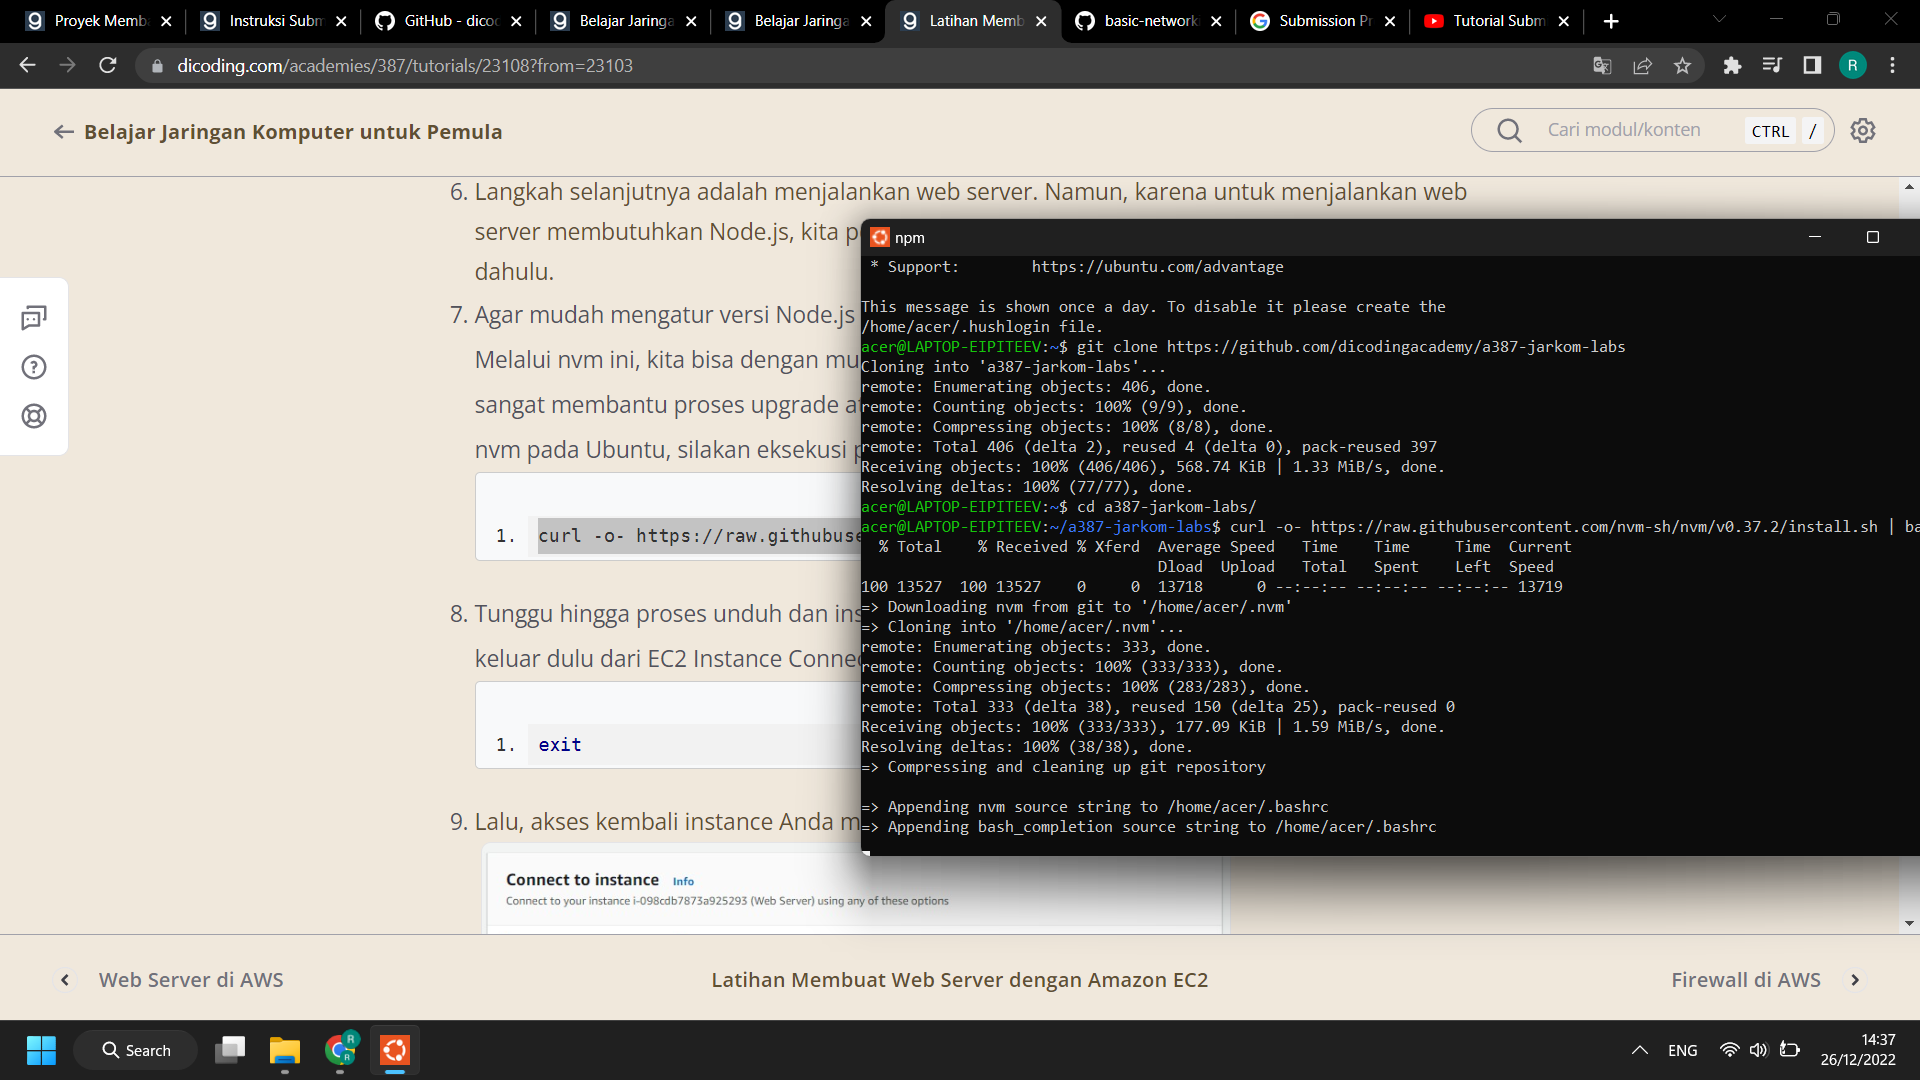 Proyek Memba
Instruksi Subm
GitHub - dico
Belajar Jaringa
Belajar Jaringa
Latihan Memb
basic-network
Submission Pr
Tutorial Subm
dicoding.com/academies/387/tutorials/23108?from=23103
R
Belajar Jaringan Komputer untuk Pemula
Cari modul/konten
CTRL
/
6. Langkah selanjutnya adalah menjalankan web server. Namun, karena untuk menjalankan web
server membutuhkan Node.js, kita pe
dahulu.
7. Agar mudah mengatur versi Node.js
Melalui nvm ini, kita bisa dengan mu
sangat membantu proses upgrade at
nvm pada Ubuntu, silakan eksekusi p
1. curl -o- https://raw.githubuse
8. Tunggu hingga proses unduh dan ins
keluar dulu dari EC2 Instance Connec
1. exit
9. Lalu, akses kembali instance Anda m
Connect to instance Info
Connect to your instance i-098cdb7873a925293 (Web Server) using any of these options
npm
* Support: https://ubuntu.com/advantage
This message is shown once a day. To disable it please create the
/home/acer/.hushlogin file.
acer@LAPTOP-EIPITEEV:~$ git clone https://github.com/dicodingacademy/a387-jarkom-labs
Cloning into 'a387-jarkom-labs'...
remote: Enumerating objects: 406, done.
remote: Counting objects: 100% (9/9), done.
remote: Compressing objects: 100% (8/8), done.
remote: Total 406 (delta 2), reused 4 (delta 0), pack-reused 397
Receiving objects: 100% (406/406), 568.74 KiB | 1.33 MiB/s, done.
Resolving deltas: 100% (77/77), done.
acer@LAPTOP-EIPITEEV:~$ cd a387-jarkom-labs/
acer@LAPTOP-EIPITEEV:~/a387-jarkom-labs$ curl -o- https://raw.githubusercontent.com/nvm-sh/nvm/v0.37.2/install.sh | ba
% Total % Received % Xferd Average Speed Time Time Time Current
Dload Upload Total Spent Left Speed
100 13527 100 13527 0 0 13718 0 --:--:-- --:--:-- --:--:-- 13719
=> Downloading nvm from git to '/home/acer/.nvm'
=> Cloning into '/home/acer/.nvm'...
remote: Enumerating objects: 333, done.
remote: Counting objects: 100% (333/333), done.
remote: Compressing objects: 100% (283/283), done.
remote: Total 333 (delta 38), reused 150 (delta 25), pack-reused 0
Receiving objects: 100% (333/333), 177.09 KiB | 1.59 MiB/s, done.
Resolving deltas: 100% (38/38), done.
=> Compressing and cleaning up git repository
=> Appending nvm source string to /home/acer/.bashrc
=> Appending bash_completion source string to /home/acer/.bashrc
Web Server di AWS
Latihan Membuat Web Server dengan Amazon EC2
Firewall di AWS
Search
ENG
14:37
26/12/2022